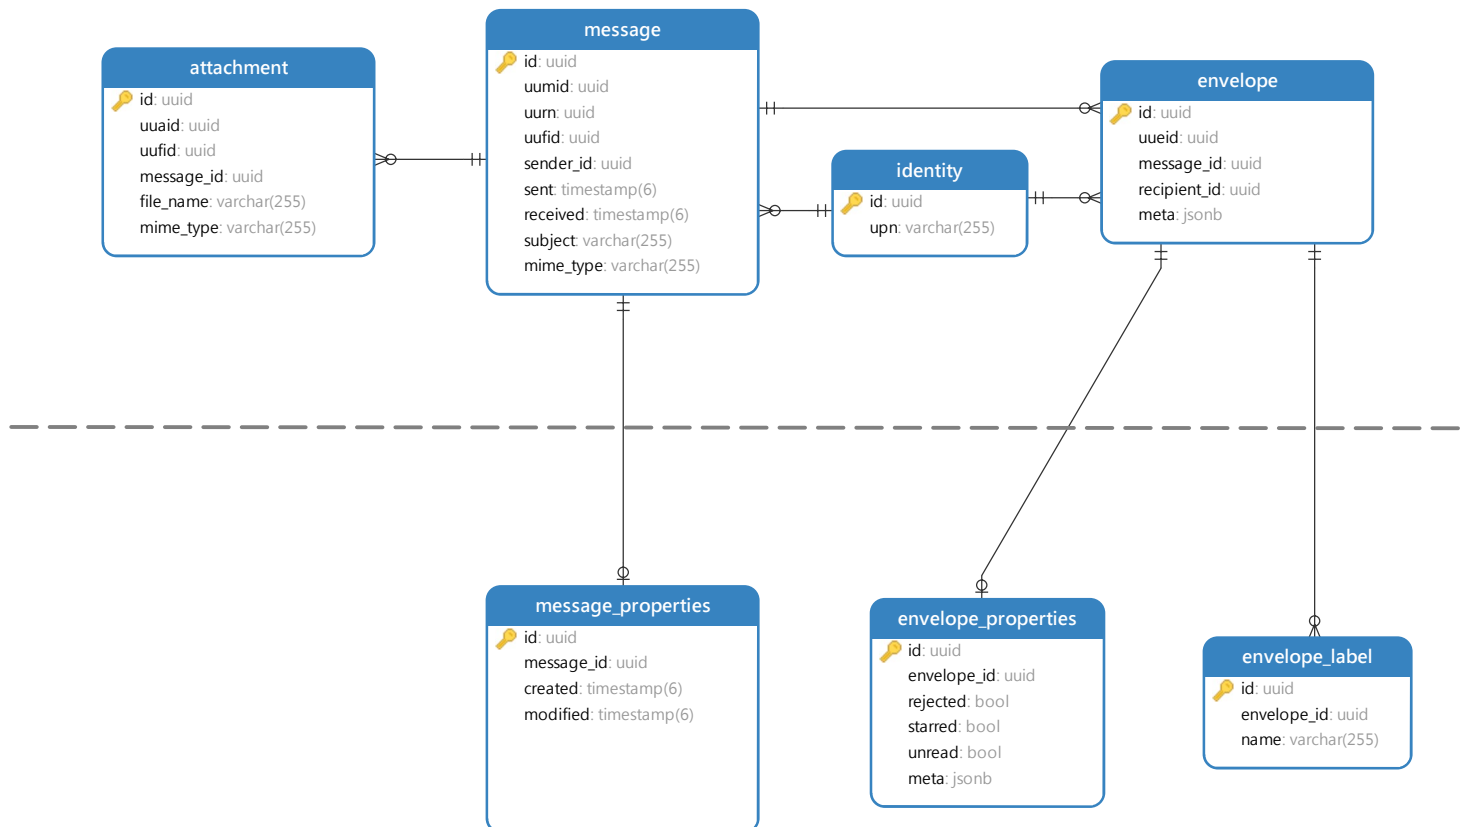 attachment
id: uuid
uuaid: uuid
uufid: uuid
message_id: uuid
file_name: varchar(255)
mime_type: varchar(255)
message
id: uuid
uumid: uuid
uurn: uuid
uufid: uuid
sender_id: uuid
sent: timestamp(6)
received: timestamp(6)
subject: varchar(255)
mime_type: varchar(255)
identity
id: uuid
upn: varchar(255)
envelope
id: uuid
uueid: uuid
message_id: uuid
recipient_id: uuid
meta: jsonb
message_properties
id: uuid
message_id: uuid
created: timestamp(6)
modified: timestamp(6)
envelope_properties
id: uuid
envelope_id: uuid
rejected: bool
starred: bool
unread: bool
meta: jsonb
envelope_label
id: uuid
envelope_id: uuid
name: varchar(255)